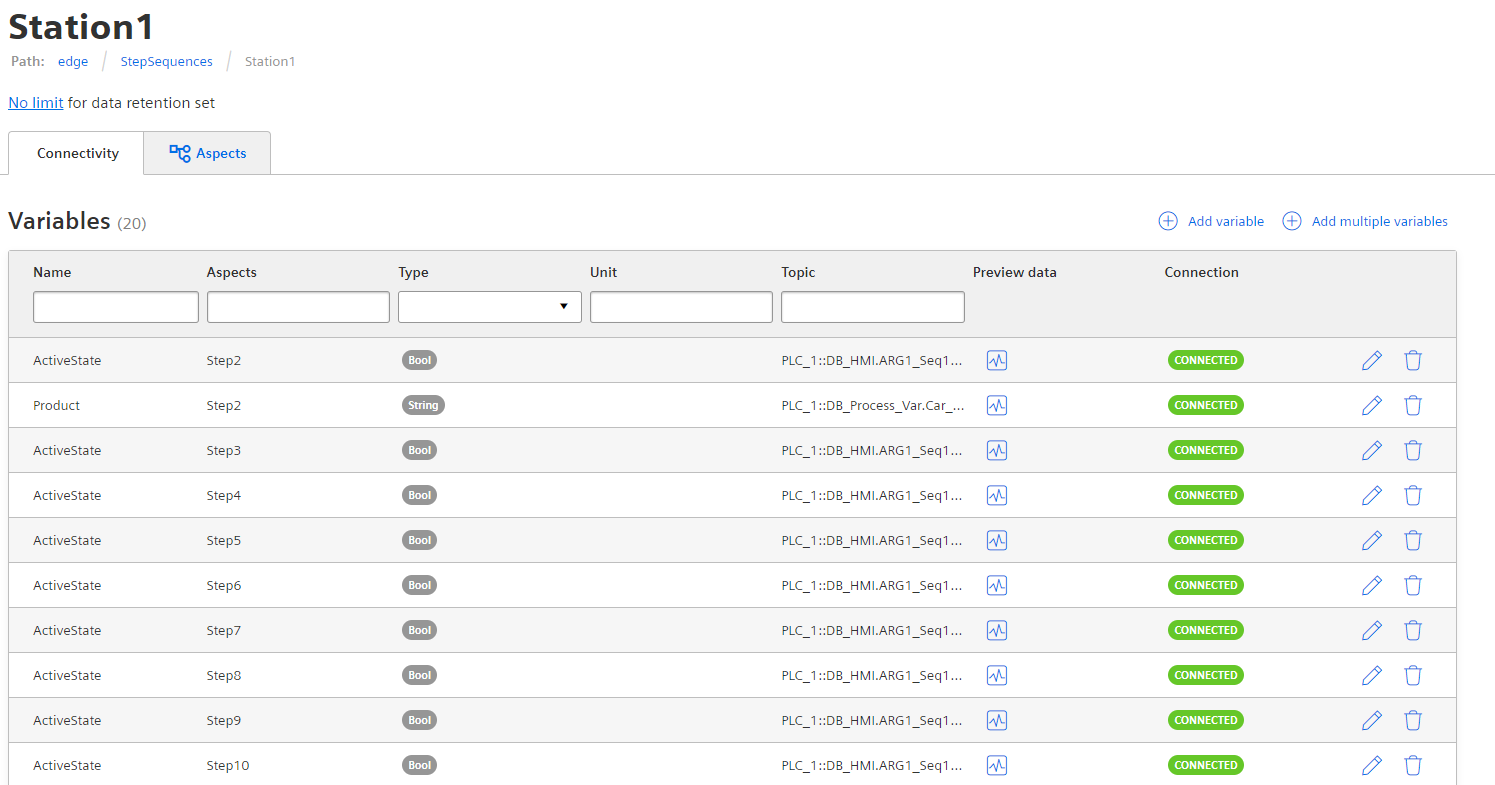 Station1
Path: edge / StepSequences / Station1
No limit for data retention set
Connectivity Aspects
Variables (20) Add variable Add multiple variables
Name Aspects Type Unit Topic Preview data Connection
ActiveState Step2 Bool PLC_1::DB_HMI.ARG1_Seq1... CONNECTED
Product Step2 String PLC_1::DB_Process_Var.Car_... CONNECTED
ActiveState Step3 Bool PLC_1::DB_HMI.ARG1_Seq1... CONNECTED
ActiveState Step4 Bool PLC_1::DB_HMI.ARG1_Seq1... CONNECTED
ActiveState Step5 Bool PLC_1::DB_HMI.ARG1_Seq1... CONNECTED
ActiveState Step6 Bool PLC_1::DB_HMI.ARG1_Seq1... CONNECTED
ActiveState Step7 Bool PLC_1::DB_HMI.ARG1_Seq1... CONNECTED
ActiveState Step8 Bool PLC_1::DB_HMI.ARG1_Seq1... CONNECTED
ActiveState Step9 Bool PLC_1::DB_HMI.ARG1_Seq1... CONNECTED
ActiveState Step10 Bool PLC_1::DB_HMI.ARG1_Seq1... CONNECTED